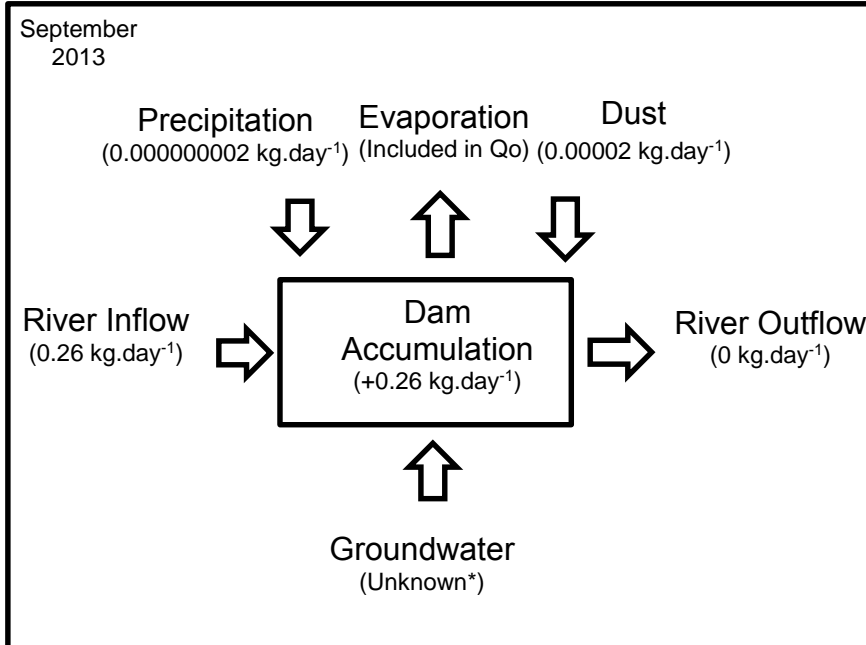 September
2013
Precipitation
(0.000000002 kg.day⁻¹)
Evaporation
(Included in Qo)
Dust
(0.00002 kg.day⁻¹)
River Inflow
(0.26 kg.day⁻¹)
Dam
Accumulation
(+0.26 kg.day⁻¹)
River Outflow
(0 kg.day⁻¹)
Groundwater
(Unknown*)